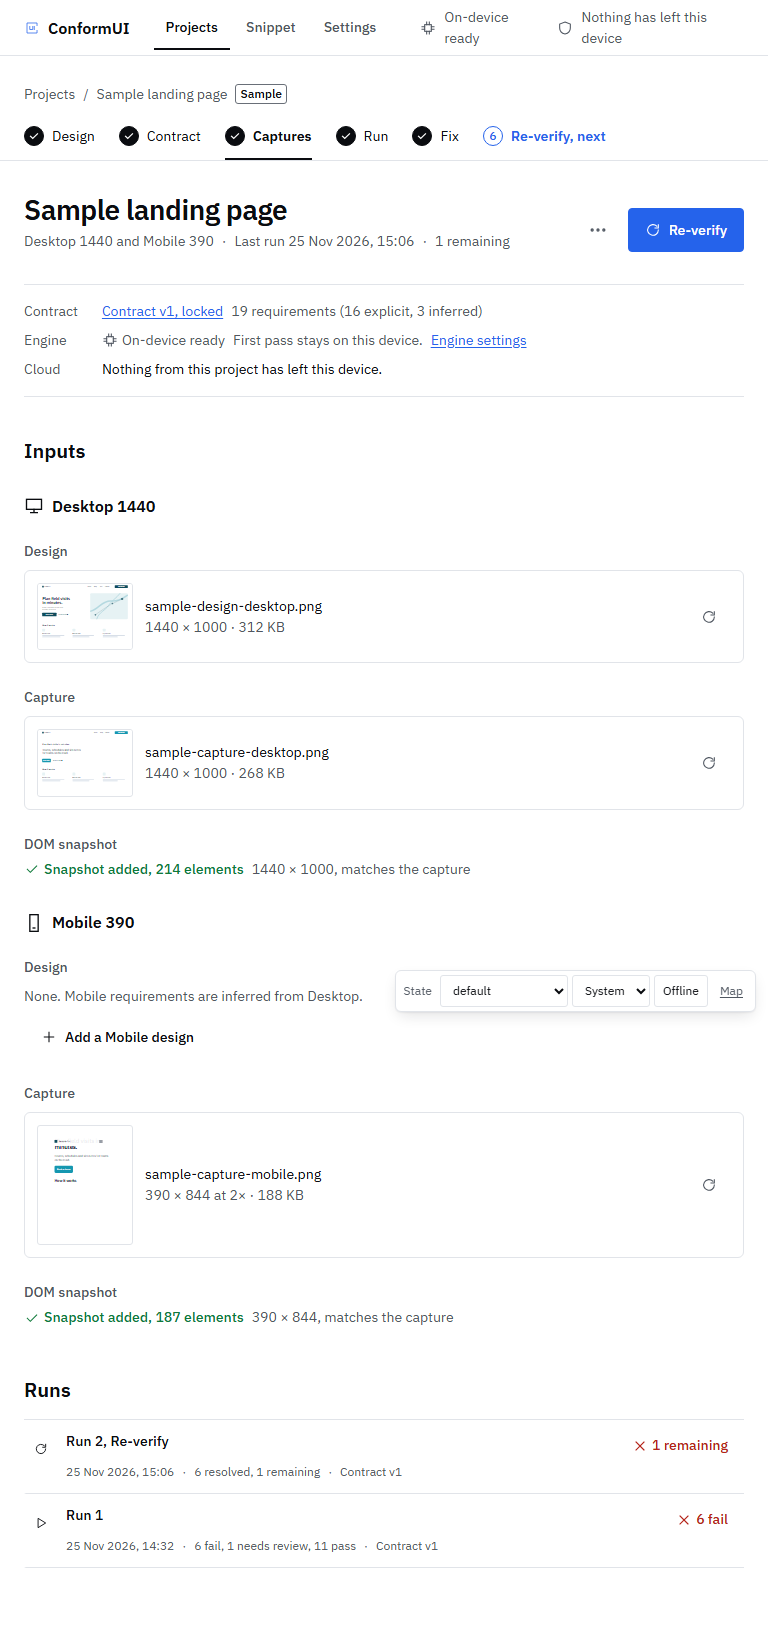 ConformUI
Projects
Snippet
Settings
On-device
ready
Nothing has left this
device
Projects / Sample landing page Sample
Design
Contract
Captures
Run
Fix
6 Re-verify, next
Sample landing page
Desktop 1440 and Mobile 390 · Last run 25 Nov 2026, 15:06 · 1 remaining
Re-verify
Contract Contract v1, locked 19 requirements (16 explicit, 3 inferred)
Engine On-device ready First pass stays on this device. Engine settings
Cloud Nothing from this project has left this device.
Inputs
Desktop 1440
Design
Plan field visits
in minutes.
sample-design-desktop.png
1440 × 1000 · 312 KB
Capture
sample-capture-desktop.png
1440 × 1000 · 268 KB
DOM snapshot
Snapshot added, 214 elements 1440 × 1000, matches the capture
Mobile 390
Design
None. Mobile requirements are inferred from Desktop.
State default System Offline Map
Add a Mobile design
Capture
minutes.
How it works
sample-capture-mobile.png
390 × 844 at 2× · 188 KB
DOM snapshot
Snapshot added, 187 elements 390 × 844, matches the capture
Runs
Run 2, Re-verify
1 remaining
25 Nov 2026, 15:06 · 6 resolved, 1 remaining · Contract v1
Run 1
6 fail
25 Nov 2026, 14:32 · 6 fail, 1 needs review, 11 pass · Contract v1